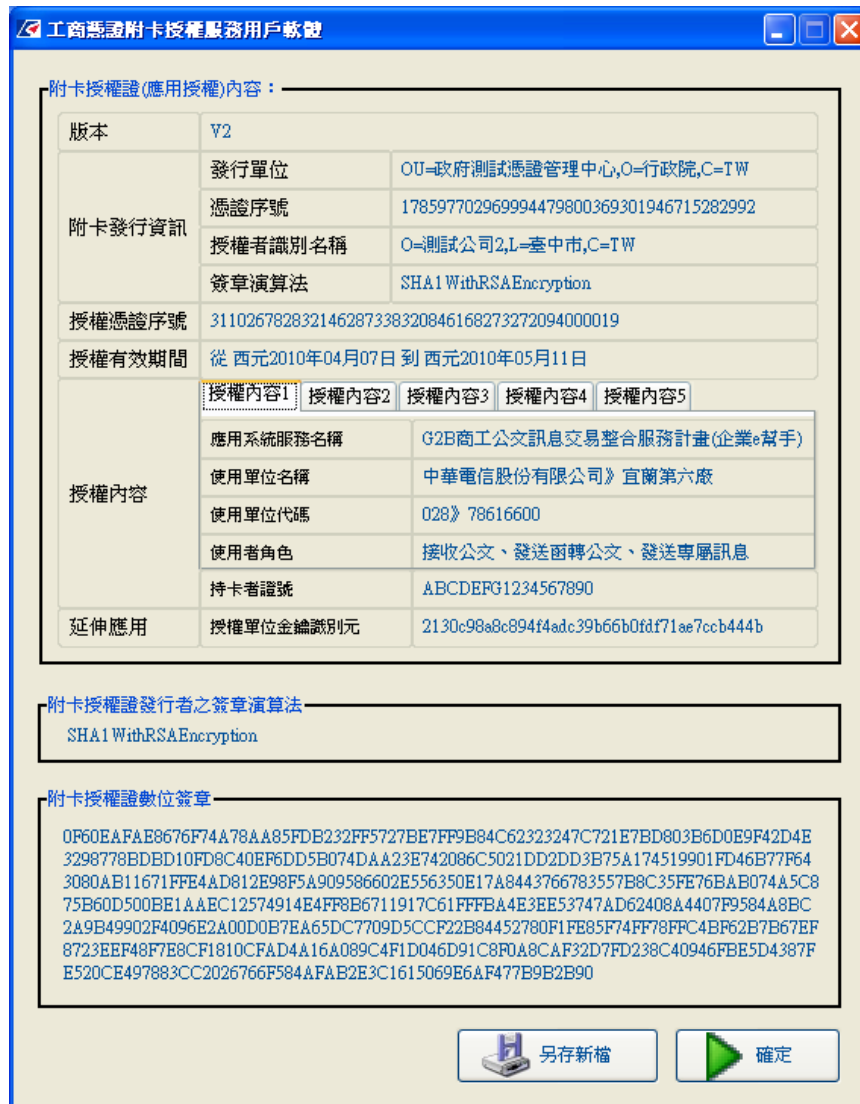 工商憑證附卡授權服務用戶軟體
附卡授權證(應用授權)內容：
版本 V2
附卡發行資訊
發行單位 OU=政府測試憑證管理中心,O=行政院,C=TW
憑證序號 178597702969994479800369301946715282992
授權者識別名稱 O=測試公司2,L=臺中市,C=TW
簽章演算法 SHA1WithRSAEncryption
授權憑證序號 311026782832146287338320846168273272094000019
授權有效期間 從 西元2010年04月07日 到 西元2010年05月11日
授權內容
授權內容1 授權內容2 授權內容3 授權內容4 授權內容5
應用系統服務名稱 G2B商工公文訊息交易整合服務計畫(企業e幫手)
使用單位名稱 中華電信股份有限公司》宜蘭第六廠
使用單位代碼 028》78616600
使用者角色 接收公文、發送函轉公文、發送專屬訊息
持卡者證號 ABCDEFG1234567890
延伸應用 授權單位金鑰識別元 2130c98a8c894f4adc39b66b0fdf71ae7ccb444b
附卡授權證發行者之簽章演算法
SHA1WithRSAEncryption
附卡授權證數位簽章
0F60EAFAE8676F74A78AA85FDB232FF5727BE7FF9B84C62323247C721E7BD803B6D0E9F42D4E
3298778BDBD10FD8C40EF6DD5B074DAA23E742086C5021DD2DD3B75A174519901FD46B77F64
3080AB11671FFE4AD812E98F5A909586602E556350E17A8443766783557B8C35FE76BAB074A5C8
75B60D500BE1AAEC12574914E4FF8B6711917C61FFFBA4E3EE53747AD62408A4407F9584A8BC
2A9B49902F4096E2A00D0B7EA65DC7709D5CCF22B84452780F1FE85F74FF78FFC4BF62B7B67EF
8723EEF48F7E8CF1810CFAD4A16A089C4F1D046D91C8F0A8CAF32D7FD238C40946FBE5D4387F
E520CE497883CC2026766F584AFAB2E3C1615069E6AF477B9B2B90
另存新檔 確定